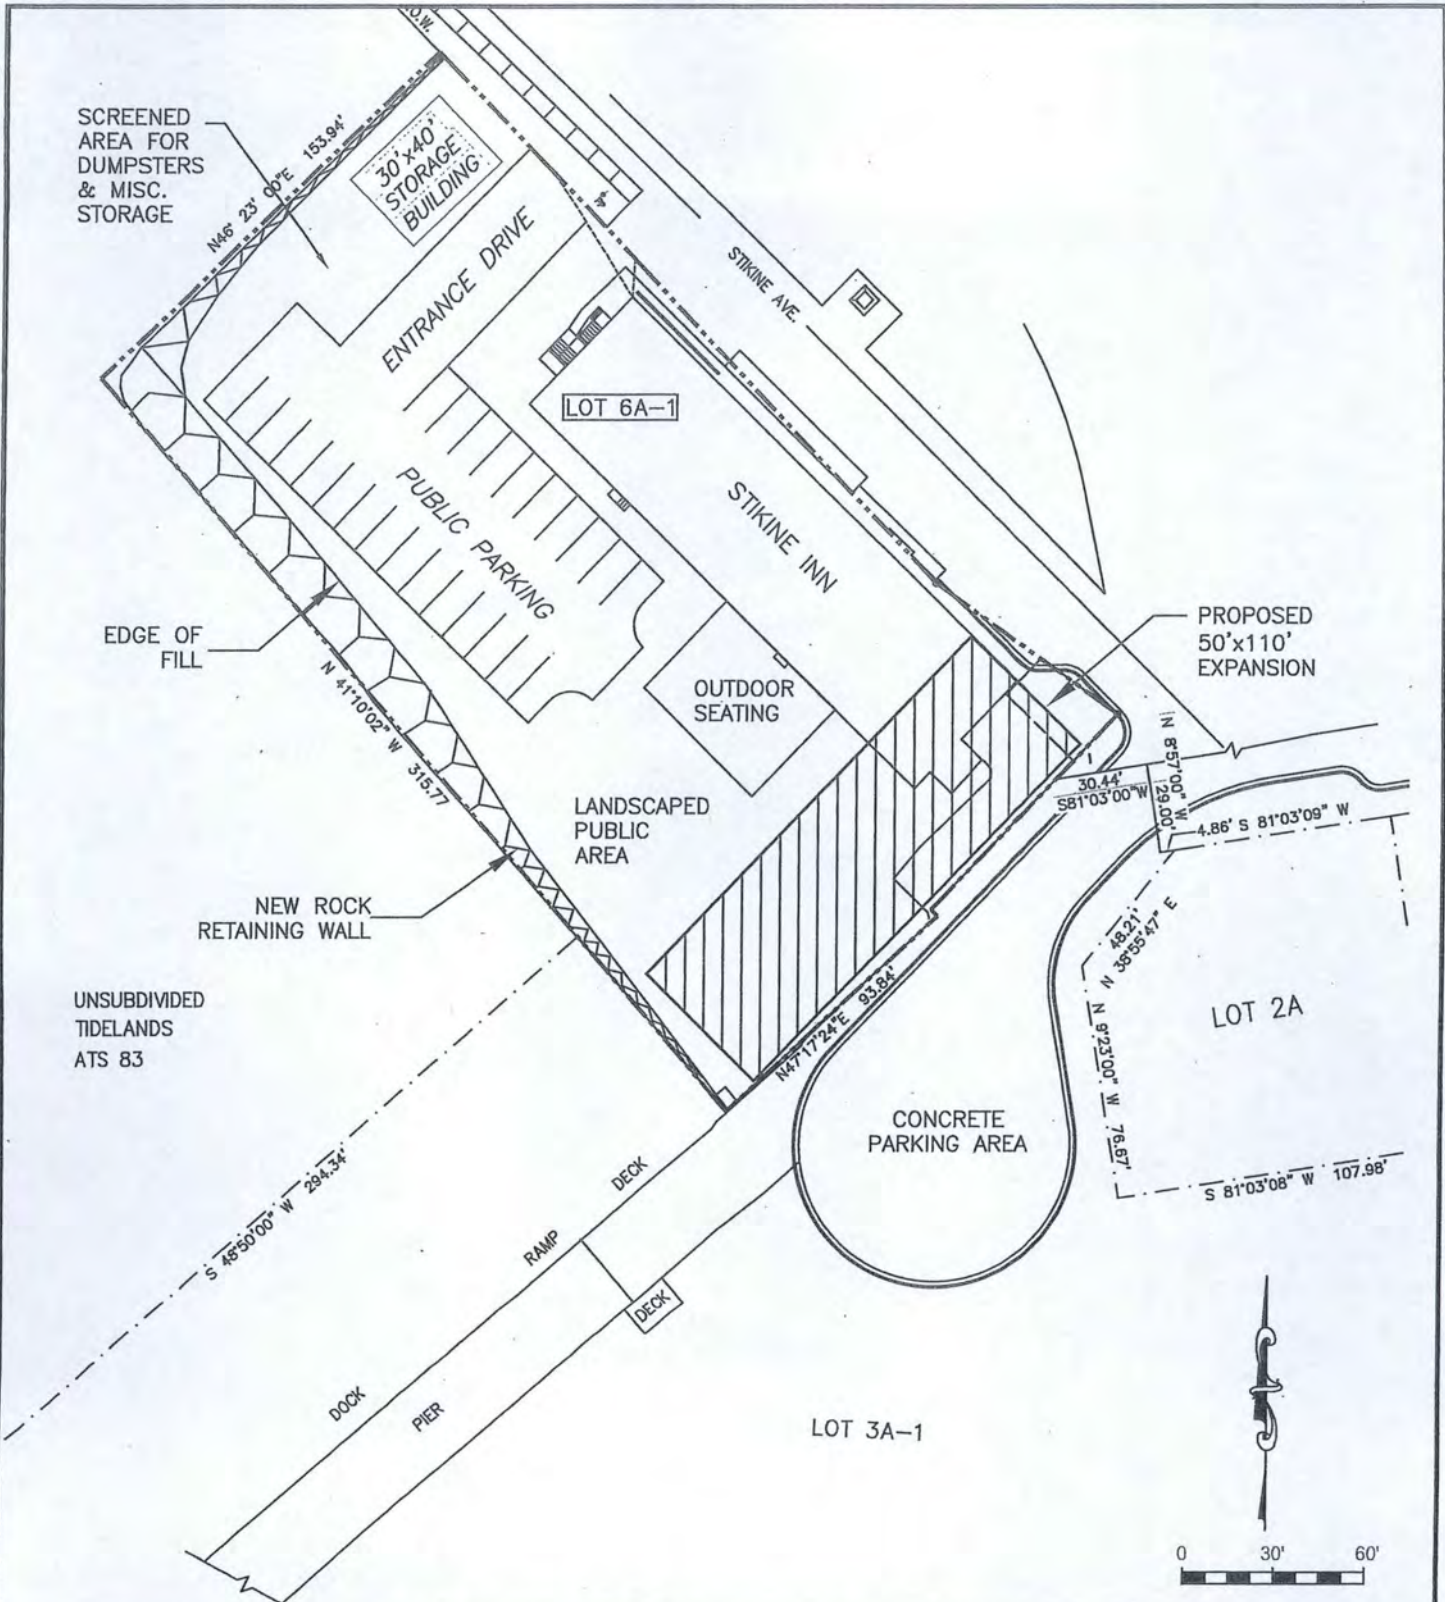 O.W.
SCREENED
AREA FOR
DUMPSTERS
& MISC.
STORAGE
N46° 23' 00"E 153.94'
30'x40'
STORAGE
BUILDING
ENTRANCE DRIVE
STIKINE AVE.
LOT 6A-1
PUBLIC PARKING
STIKINE INN
EDGE OF
FILL
N 41°10'02" W 315.77
OUTDOOR
SEATING
PROPOSED
50'x110'
EXPANSION
LANDSCAPED
PUBLIC
AREA
30.44'
S81°03'00"W
N 8°57'00" W
29.00'
4.86' S 81°03'09" W
NEW ROCK
RETAINING WALL
48.21'
N 38°55'47" E
UNSUBDIVIDED
TIDELANDS
ATS 83
N47°17'24"E 93.84'
LOT 2A
N 9°23'00" W 76.67'
CONCRETE
PARKING AREA
S 81°03'08" W 107.98'
S 48°50'00" W 294.34'
DECK
RAMP
DECK
DOCK
PIER
LOT 3A-1
0 30' 60'